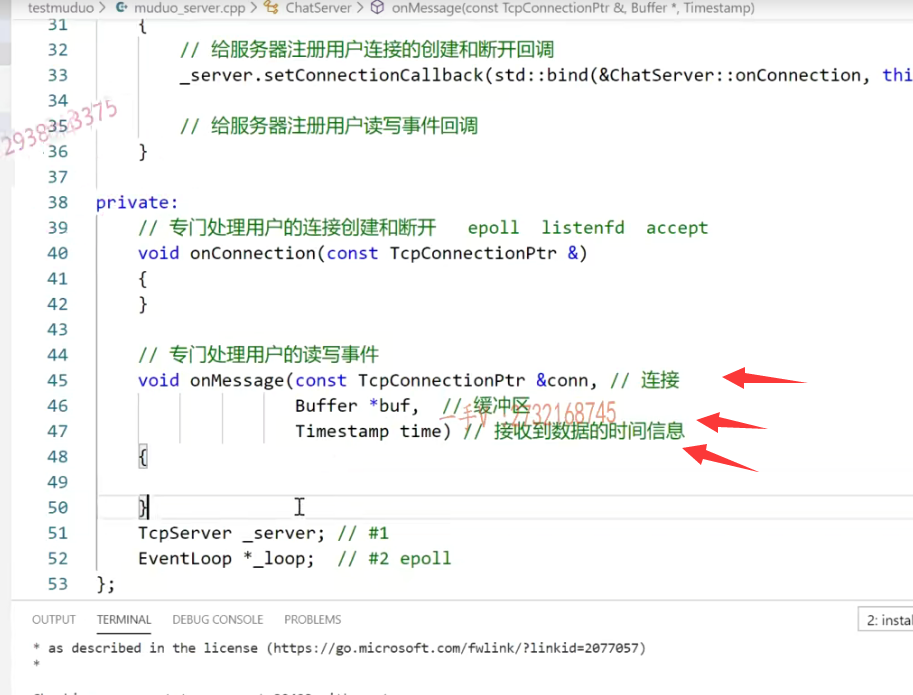 testmuduo > muduo_server.cpp > ChatServer > onMessage(const TcpConnectionPtr &, Buffer *, Timestamp)
31 {
32 // 给服务器注册用户连接的创建和断开回调
33 _server.setConnectionCallback(std::bind(&ChatServer::onConnection, thi
34
35 // 给服务器注册用户读写事件回调
36 }
37
38 private:
39 // 专门处理用户的连接创建和断开 epoll listenfd accept
40 void onConnection(const TcpConnectionPtr &)
41 {
42 }
43
44 // 专门处理用户的读写事件
45 void onMessage(const TcpConnectionPtr &conn, // 连接
46 Buffer *buf, // 缓冲区
47 Timestamp time) // 接收到数据的时间信息
48 {
49
50 }
51 TcpServer _server; // #1
52 EventLoop *_loop; // #2 epoll
53 };
OUTPUT TERMINAL DEBUG CONSOLE PROBLEMS 2: instal
* as described in the license (https://go.microsoft.com/fwlink/?linkid=2077057)
*
2732168745